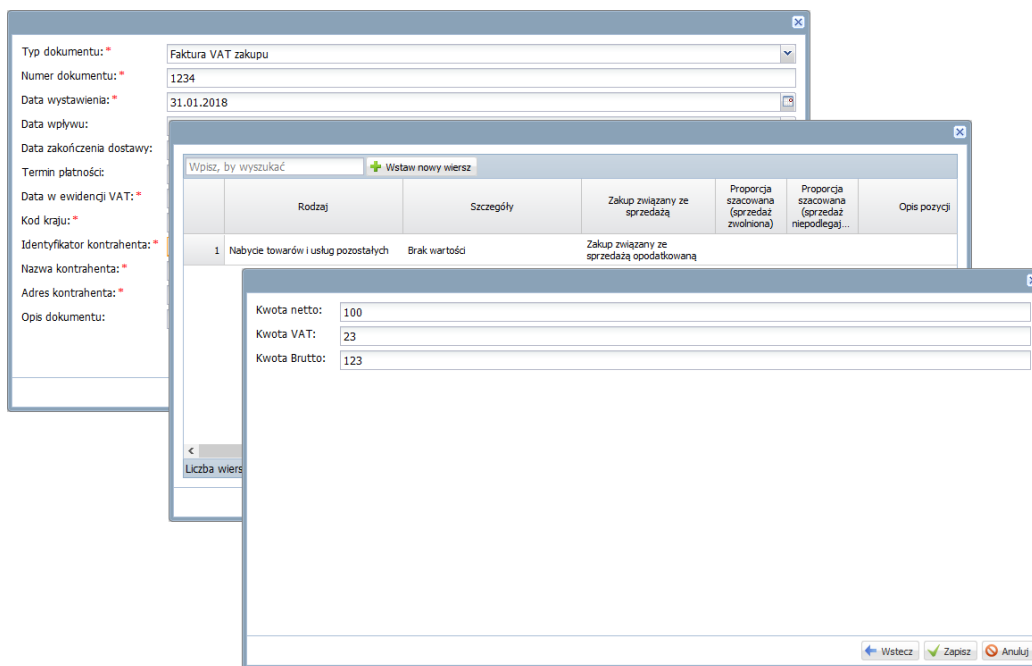 Typ dokumentu: * Faktura VAT zakupu
Numer dokumentu: * 1234
Data wystawienia: * 31.01.2018
Data wpływu:
Data zakończenia dostawy:
Termin płatności:
Data w ewidencji VAT: *
Kod kraju: *
Identyfikator kontrahenta: *
Nazwa kontrahenta: *
Adres kontrahenta: *
Opis dokumentu:
Wpisz, by wyszukać Wstaw nowy wiersz
Rodzaj
Szczegóły
Zakup związany ze
sprzedażą
Proporcja
szacowana
(sprzedaż
zwolniona)
Proporcja
szacowana
(sprzedaż
niepodlegaj...
Opis pozycji
1 Nabycie towarów i usług pozostałych Brak wartości
Zakup związany ze
sprzedażą opodatkowaną
Liczba wiers
Kwota netto: 100
Kwota VAT: 23
Kwota Brutto: 123
Wstecz Zapisz Anuluj